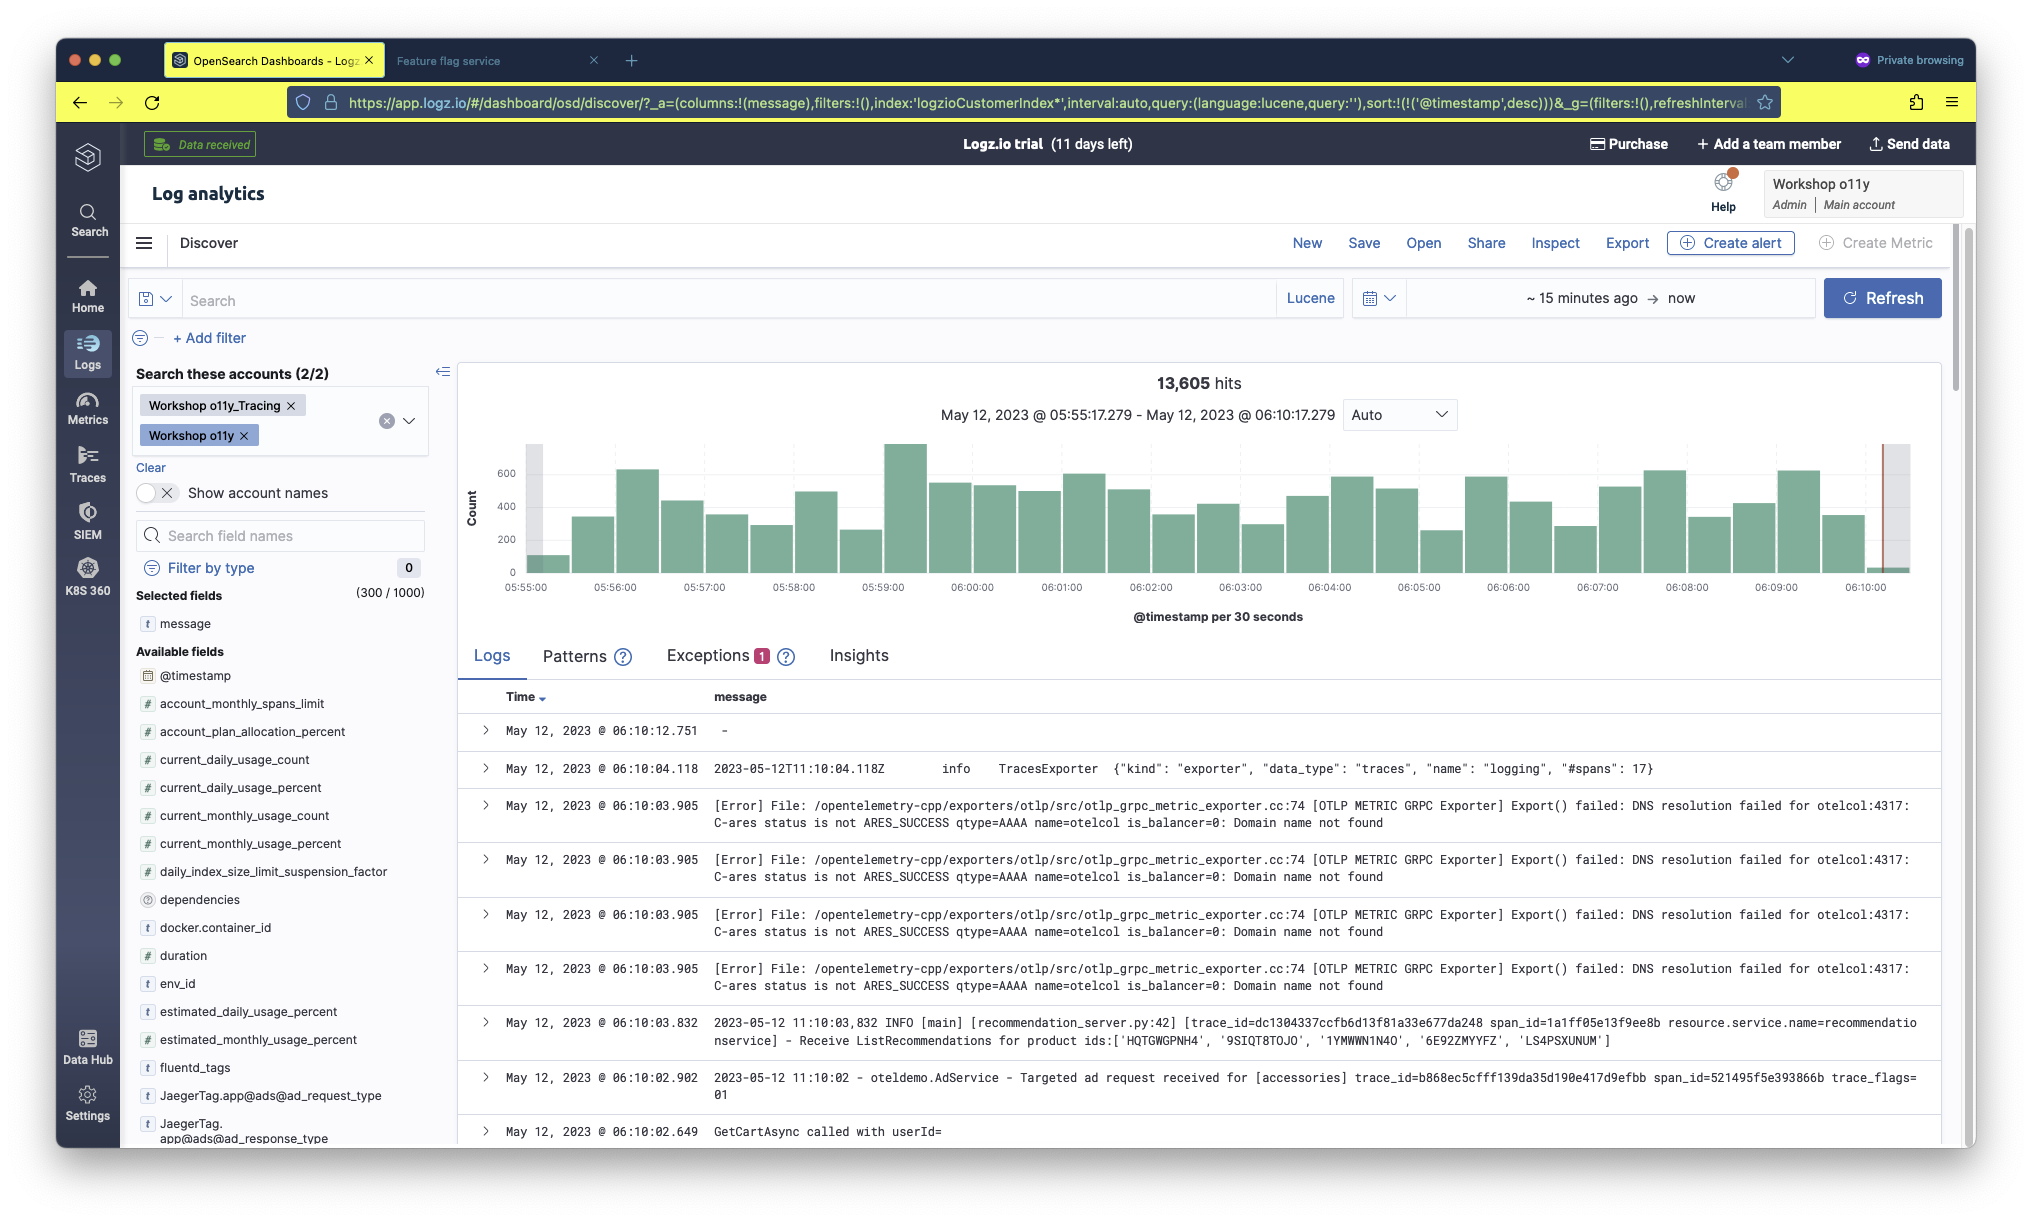 OpenSearch Dashboards - Logz
Feature flag service
Private browsing
https://app.logz.io/#/dashboard/osd/discover/?_a=(columns:!(message),filters:!(),index:'logzioCustomerIndex*',interval:auto,query:(language:lucene,query:''),sort:!(!('@timestamp',desc)))&_g=(filters:!(),refreshInterva
Data received
Logz.io trial (11 days left)
Purchase
+ Add a team member
Send data
Log analytics
Help
Workshop o11y
Admin | Main account
Search
Home
Logs
Metrics
Traces
SIEM
K8S 360
Data Hub
Settings
Discover
New
Save
Open
Share
Inspect
Export
Create alert
Create Metric
Search
Lucene
~ 15 minutes ago → now
Refresh
+ Add filter
Search these accounts (2/2)
Workshop o11y_Tracing
Workshop o11y
Clear
Show account names
Search field names
Filter by type
0
Selected fields
(300 / 1000)
t message
Available fields
@timestamp
# account_monthly_spans_limit
# account_plan_allocation_percent
# current_daily_usage_count
# current_daily_usage_percent
# current_monthly_usage_count
# current_monthly_usage_percent
# daily_index_size_limit_suspension_factor
dependencies
t docker.container_id
# duration
t env_id
t estimated_daily_usage_percent
# estimated_monthly_usage_percent
t fluentd_tags
t JaegerTag.app@ads@ad_request_type
t JaegerTag.
app@ads@ad_response_type
13,605 hits
May 12, 2023 @ 05:55:17.279 - May 12, 2023 @ 06:10:17.279
Auto
Count
600
400
200
0
05:55:00
05:56:00
05:57:00
05:58:00
05:59:00
06:00:00
06:01:00
06:02:00
06:03:00
06:04:00
06:05:00
06:06:00
06:07:00
06:08:00
06:09:00
06:10:00
@timestamp per 30 seconds
Logs
Patterns
Exceptions 1
Insights
Time
message
May 12, 2023 @ 06:10:12.751 -
May 12, 2023 @ 06:10:04.118 2023-05-12T11:10:04.118Z info TracesExporter {"kind": "exporter", "data_type": "traces", "name": "logging", "#spans": 17}
May 12, 2023 @ 06:10:03.905 [Error] File: /opentelemetry-cpp/exporters/otlp/src/otlp_grpc_metric_exporter.cc:74 [OTLP METRIC GRPC Exporter] Export() failed: DNS resolution failed for otelcol:4317:
C-ares status is not ARES_SUCCESS qtype=AAAA name=otelcol is_balancer=0: Domain name not found
May 12, 2023 @ 06:10:03.905 [Error] File: /opentelemetry-cpp/exporters/otlp/src/otlp_grpc_metric_exporter.cc:74 [OTLP METRIC GRPC Exporter] Export() failed: DNS resolution failed for otelcol:4317:
C-ares status is not ARES_SUCCESS qtype=AAAA name=otelcol is_balancer=0: Domain name not found
May 12, 2023 @ 06:10:03.905 [Error] File: /opentelemetry-cpp/exporters/otlp/src/otlp_grpc_metric_exporter.cc:74 [OTLP METRIC GRPC Exporter] Export() failed: DNS resolution failed for otelcol:4317:
C-ares status is not ARES_SUCCESS qtype=AAAA name=otelcol is_balancer=0: Domain name not found
May 12, 2023 @ 06:10:03.905 [Error] File: /opentelemetry-cpp/exporters/otlp/src/otlp_grpc_metric_exporter.cc:74 [OTLP METRIC GRPC Exporter] Export() failed: DNS resolution failed for otelcol:4317:
C-ares status is not ARES_SUCCESS qtype=AAAA name=otelcol is_balancer=0: Domain name not found
May 12, 2023 @ 06:10:03.832 2023-05-12 11:10:03,832 INFO [main] [recommendation_server.py:42] [trace_id=dc1304337ccfb6d13f81a33e677da248 span_id=1a1ff05e13f9ee8b resource.service.name=recommendatio
nservice] - Receive ListRecommendations for product ids:['HQTGWGPNH4', '9SIQT8TOJO', '1YMWWN1N4O', '6E92ZMYYFZ', 'LS4PSXUNUM']
May 12, 2023 @ 06:10:02.902 2023-05-12 11:10:02 - oteldemo.AdService - Targeted ad request received for [accessories] trace_id=b868ec5cfff139da35d190e417d9efbb span_id=521495f5e393866b trace_flags=
01
May 12, 2023 @ 06:10:02.649 GetCartAsync called with userId=